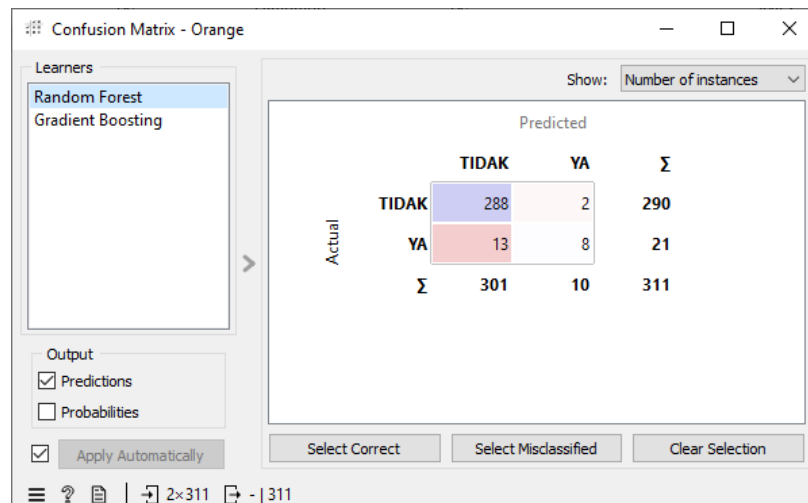 Confusion Matrix - Orange
Learners
Random Forest
Gradient Boosting
Output
Predictions
Probabilities
Apply Automatically
Show: Number of instances
Predicted
TIDAK YA Σ
Actual
TIDAK 288 2 290
YA 13 8 21
Σ 301 10 311
Select Correct Select Misclassified Clear Selection
? 2×311 - | 311